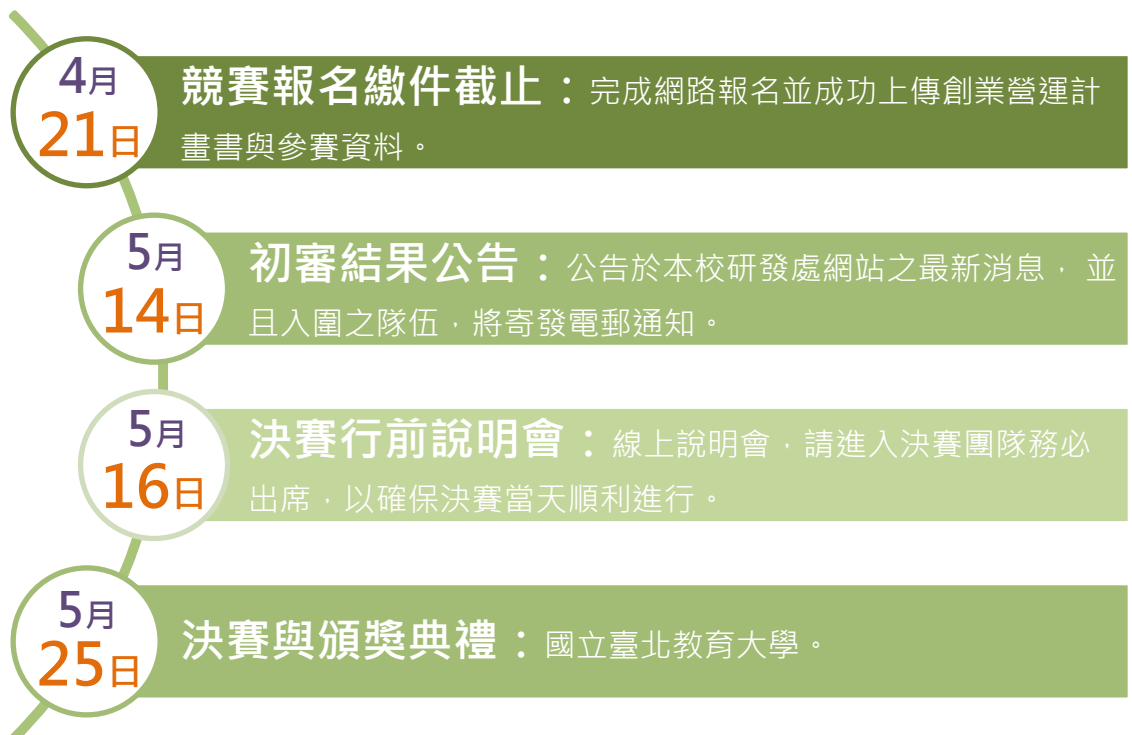 4月
21日
競賽報名繳件截止：完成網路報名並成功上傳創業營運計
畫書與參賽資料。
5月
14日
初審結果公告：公告於本校研發處網站之最新消息， 並
且入圍之隊伍，將寄發電郵通知。
5月
16日
決賽行前說明會：線上說明會，請進入決賽團隊務必
出席，以確保決賽當天順利進行。
5月
25日
決賽與頒獎典禮：國立臺北教育大學。